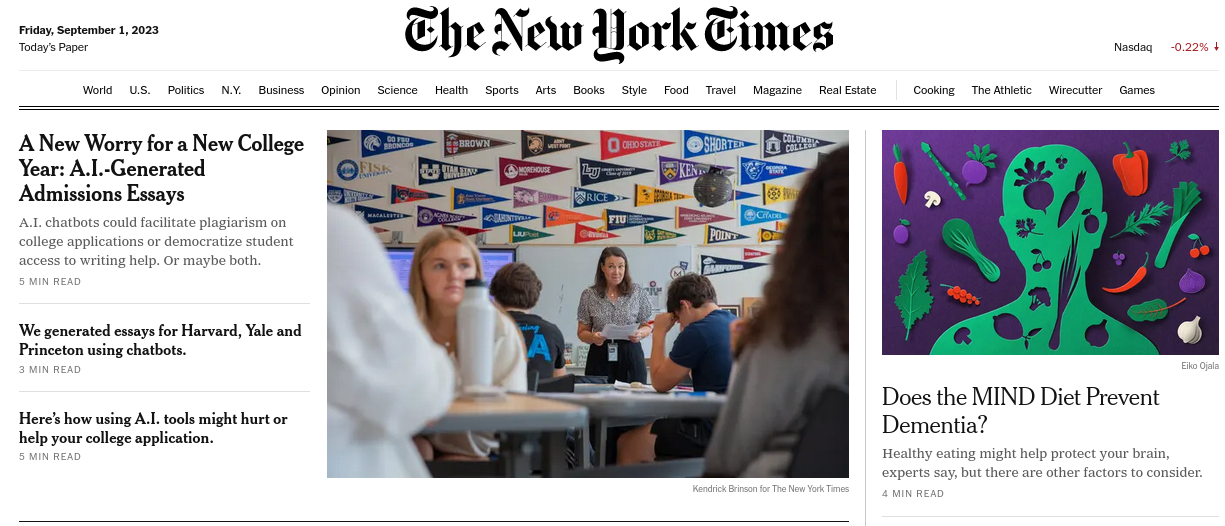 Friday, September 1, 2023
Today's Paper
The New York Times
Nasdaq -0.22%
World U.S. Politics N.Y. Business Opinion Science Health Sports Arts Books Style Food Travel Magazine Real Estate Cooking The Athletic Wirecutter Games
A New Worry for a New College
Year: A.I.-Generated
Admissions Essays
A.I. chatbots could facilitate plagiarism on
college applications or democratize student
access to writing help. Or maybe both.
5 MIN READ
We generated essays for Harvard, Yale and
Princeton using chatbots.
3 MIN READ
Here's how using A.I. tools might hurt or
help your college application.
5 MIN READ
BROWN
OHIO STATE
SHORTER
COLUMBIA
MOREHOUSE
KENT
RICE
MACALESTER
FIU
CITADEL
POINT
Kendrick Brinson for The New York Times
Eiko Ojala
Does the MIND Diet Prevent
Dementia?
Healthy eating might help protect your brain,
experts say, but there are other factors to consider.
4 MIN READ